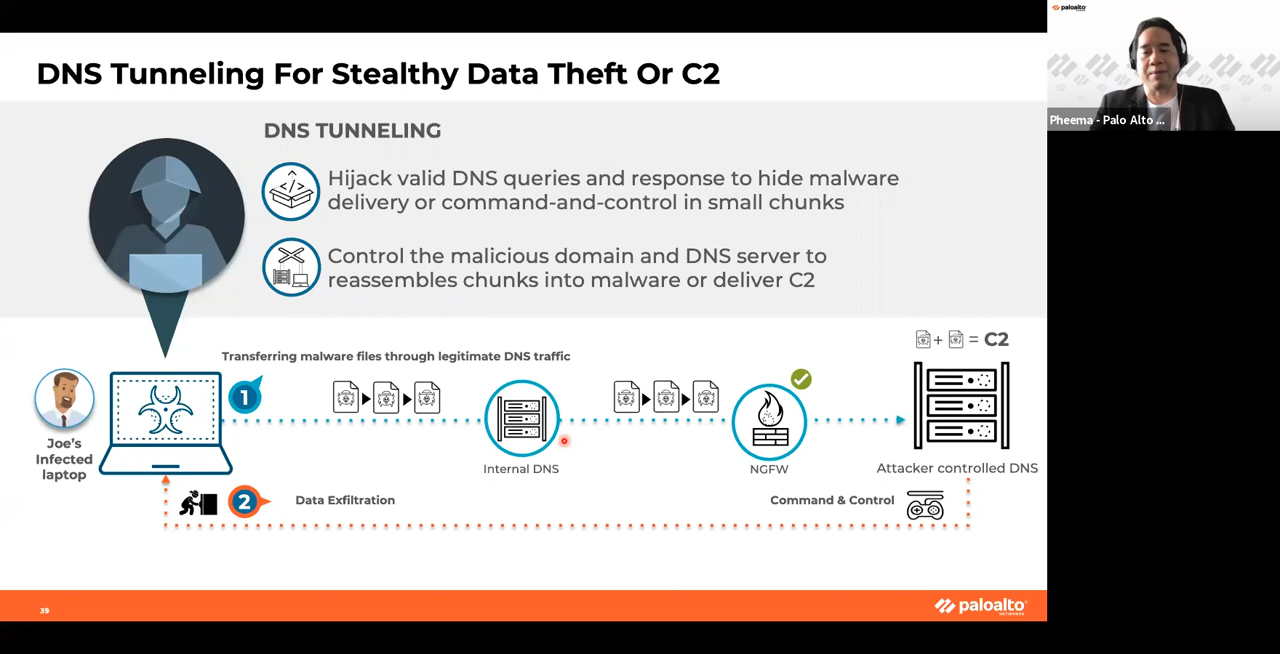 DNS Tunneling For Stealthy Data Theft Or C2
paloalto
DNS TUNNELING
Hijack valid DNS queries and response to hide malware
delivery or command-and-control in small chunks
Control the malicious domain and DNS server to
reassembles chunks into malware or deliver C2
Pheema - Palo Alto ...
+ = C2
Transferring malware files through legitimate DNS traffic
1
Joe's
Infected
laptop
Internal DNS
NGFW
Attacker controlled DNS
2
Data Exfiltration
Command & Control
39
paloalto
NETWORKS